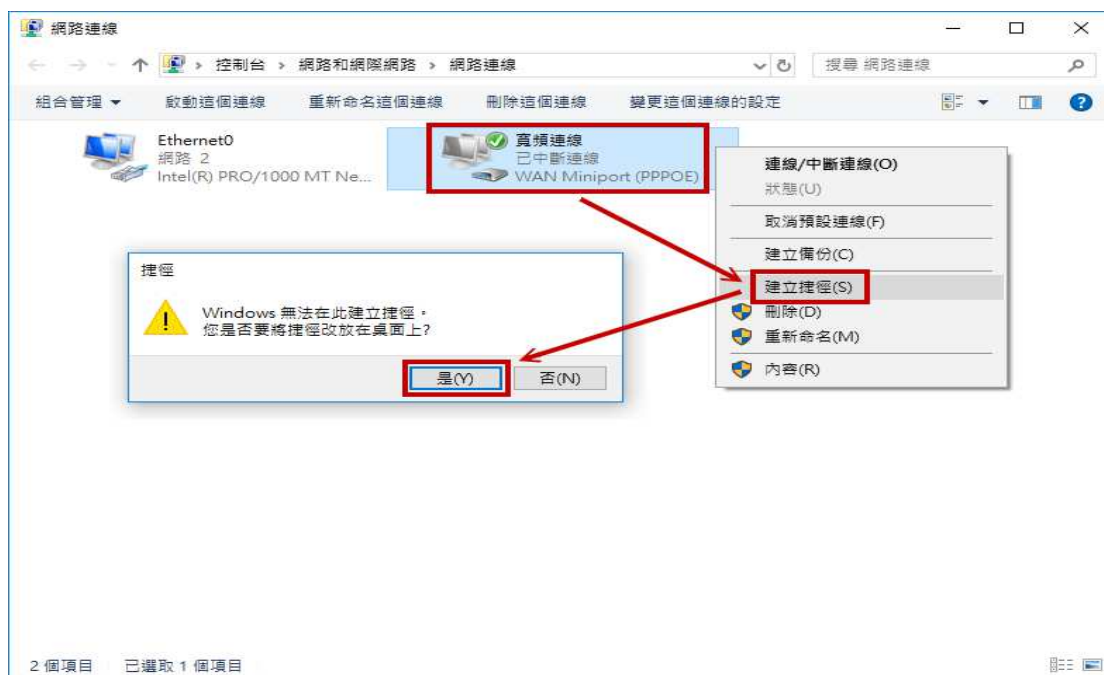 網路連線
控制台 › 網路和網際網路 › 網路連線
搜尋 網路連線
組合管理 啟動這個連線 重新命名這個連線 刪除這個連線 變更這個連線的設定
Ethernet0
網路 2
Intel(R) PRO/1000 MT Ne...
寬頻連線
已中斷連線
WAN Miniport (PPPOE)
連線/中斷連線(O)
狀態(U)
取消預設連線(F)
建立備份(C)
建立捷徑(S)
刪除(D)
重新命名(M)
內容(R)
捷徑
Windows 無法在此建立捷徑。
您是否要將捷徑改放在桌面上?
是(Y) 否(N)
2 個項目 已選取 1 個項目